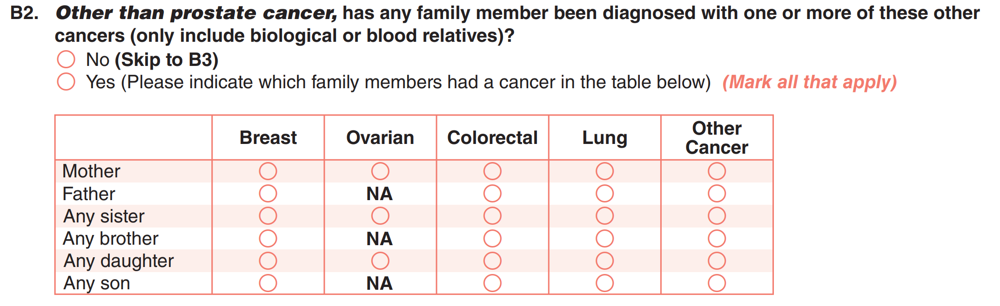 B2. Other than prostate cancer, has any family member been diagnosed with one or more of these other
cancers (only include biological or blood relatives)?
No (Skip to B3)
Yes (Please indicate which family members had a cancer in the table below) (Mark all that apply)
Breast Ovarian Colorectal Lung Other Cancer
Mother
Father NA
Any sister
Any brother NA
Any daughter
Any son NA